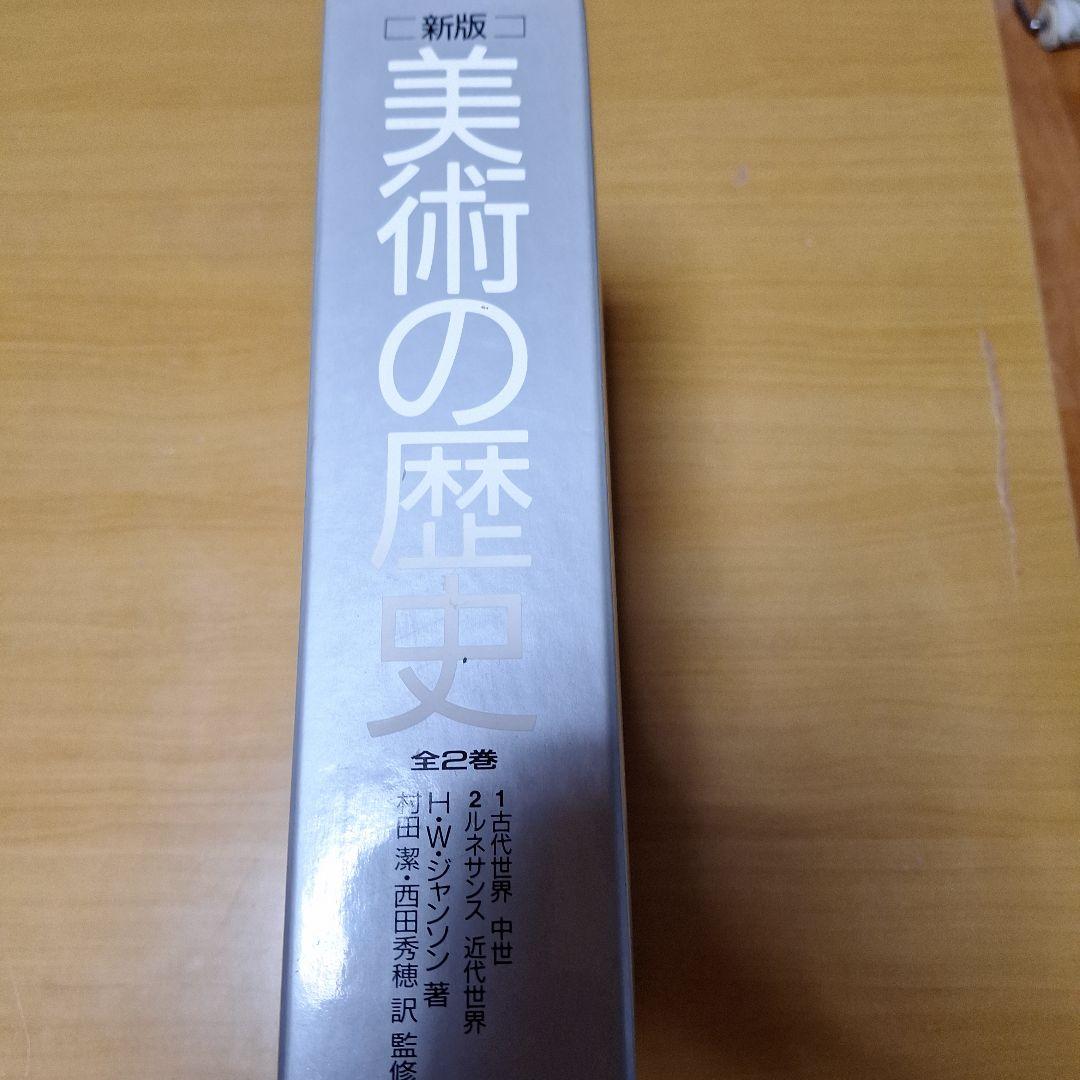 新版
美術の歴史
全2巻
1古代世界 中世
2ルネサンス 近代世界
H・W・ジャンソン 著
村田 潔・西田秀穂 訳 監修